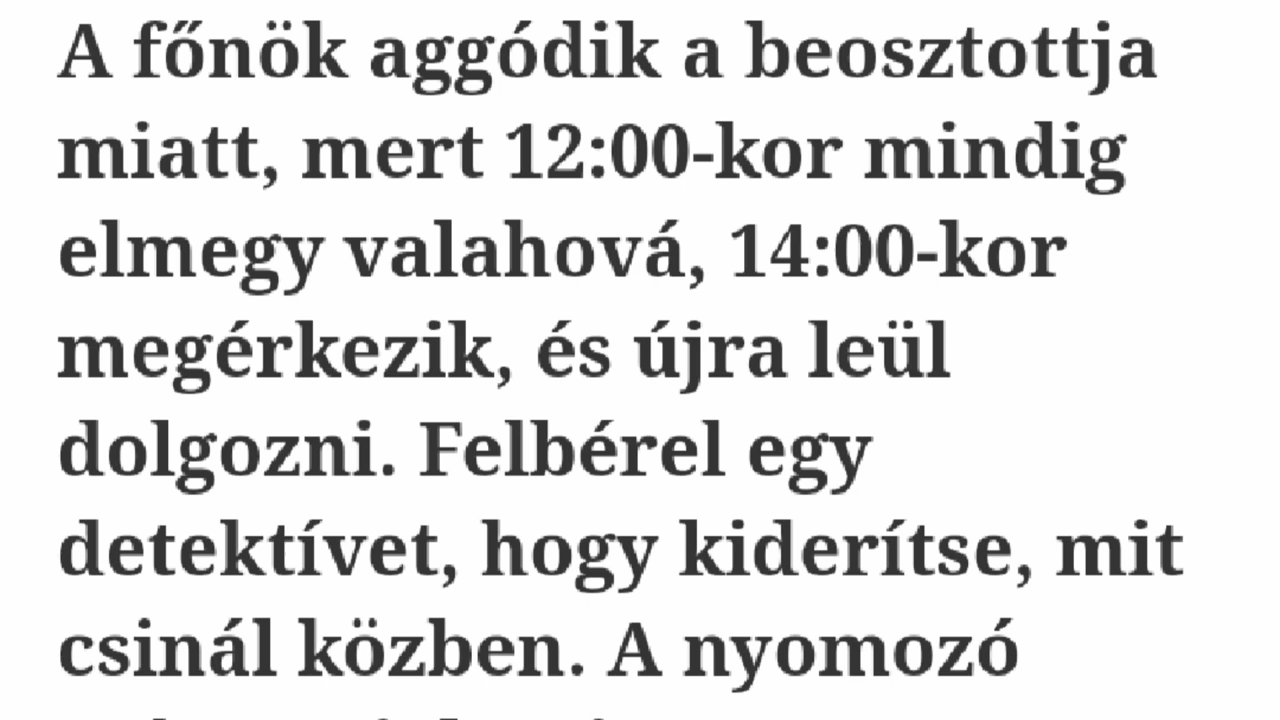 A főnök aggódik a beosztottja
miatt, mert 12:00-kor mindig
elmegy valahová, 14:00-kor
megérkezik, és újra leül
dolgozni. Felbérel egy
detektívet, hogy kiderítse, mit
csinál közben. A nyomozó